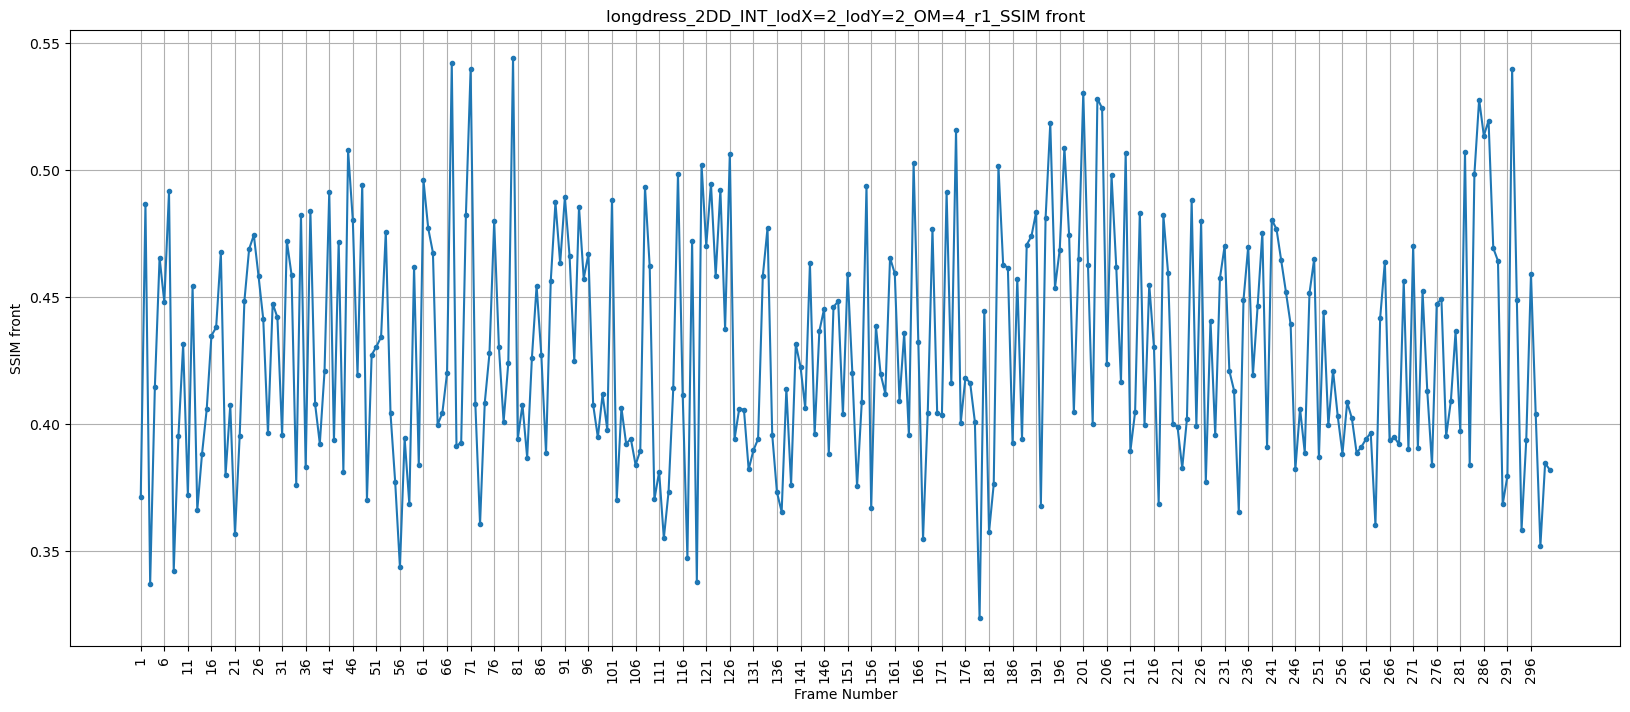 longdress_2DD_INT_lodX=2_lodY=2_OM=4_r1_SSIM front
SSIM front
0.55
0.50
0.45
0.40
0.35
1 6 11 16 21 26 31 36 41 46 51 56 61 66 71 76 81 86 91 96 101 106 111 116 121 126 131 136 141 146 151 156 161 166 171 176 181 186 191 196 201 206 211 216 221 226 231 236 241 246 251 256 261 266 271 276 281 286 291 296
Frame Number